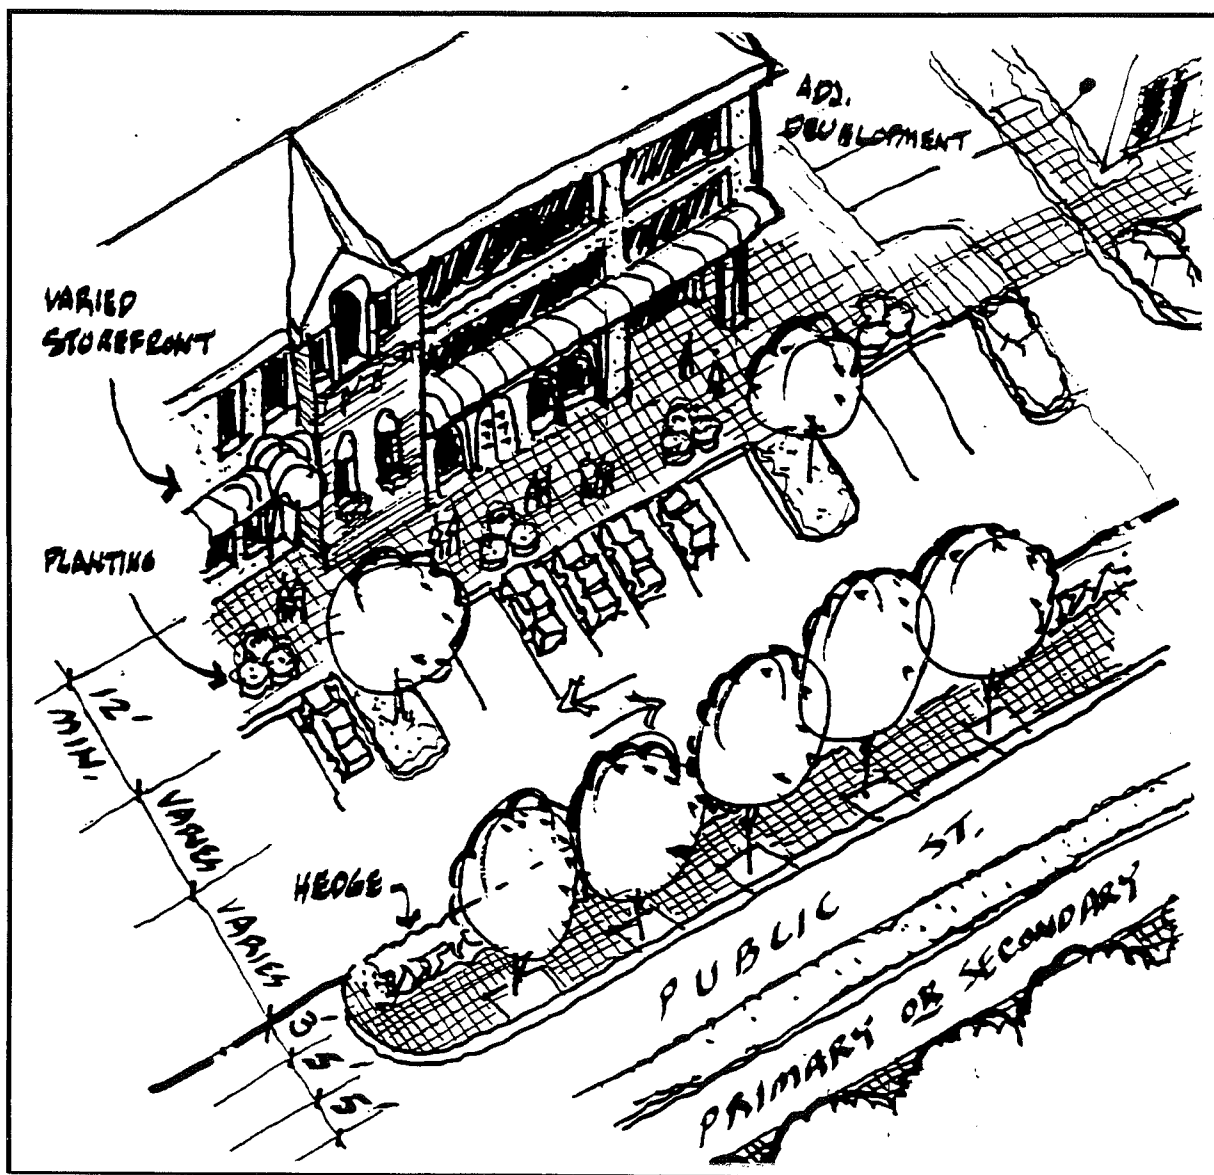 ADJ.
DEVELOPMENT
VARIED
STOREFRONT
PLANTING
12'
MIN.
VARIES
VARIES
HEDGE
3'
5'
5'
PUBLIC ST.
PRIMARY OR SECONDARY